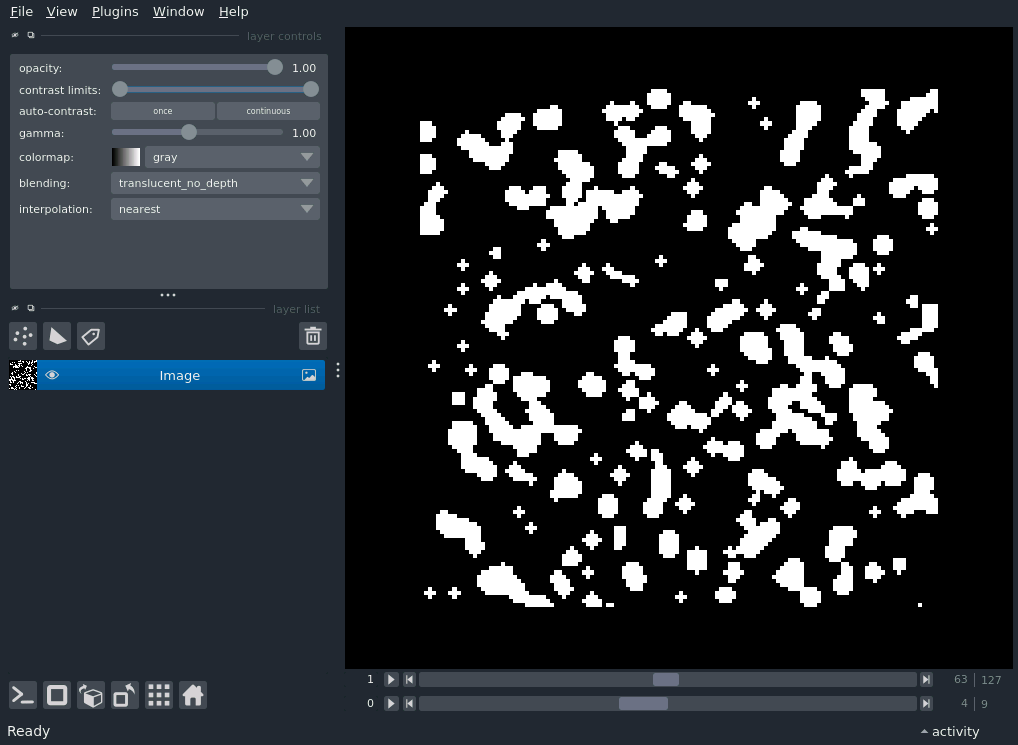 File View Plugins Window Help
layer controls
opacity: 1.00
contrast limits:
auto-contrast: once continuous
gamma: 1.00
colormap: gray
blending: translucent_no_depth
interpolation: nearest
layer list
Image
1 63 127
0 4 9
Ready activity